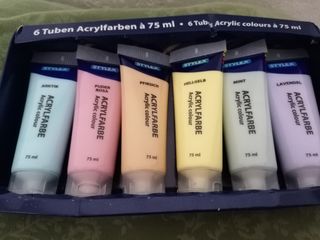 6 Tuben Acrylfarben à 75 ml • 6 Tubes Acrylic colours à 75 ml
STYLEX
ARKTIK
ACRYLFARBE
Acrylic colour
75 ml
STYLEX
PUDER
ROSA
ACRYLFARBE
Acrylic colour
75 ml
STYLEX
PFIRSICH
ACRYLFARBE
Acrylic colour
75 ml
STYLEX
HELLGELB
ACRYLFARBE
Acrylic colour
75 ml
STYLEX
MINT
ACRYLFARBE
Acrylic colour
75 ml
STYLEX
LAVENDEL
ACRYLFARBE
Acrylic colour
75 ml